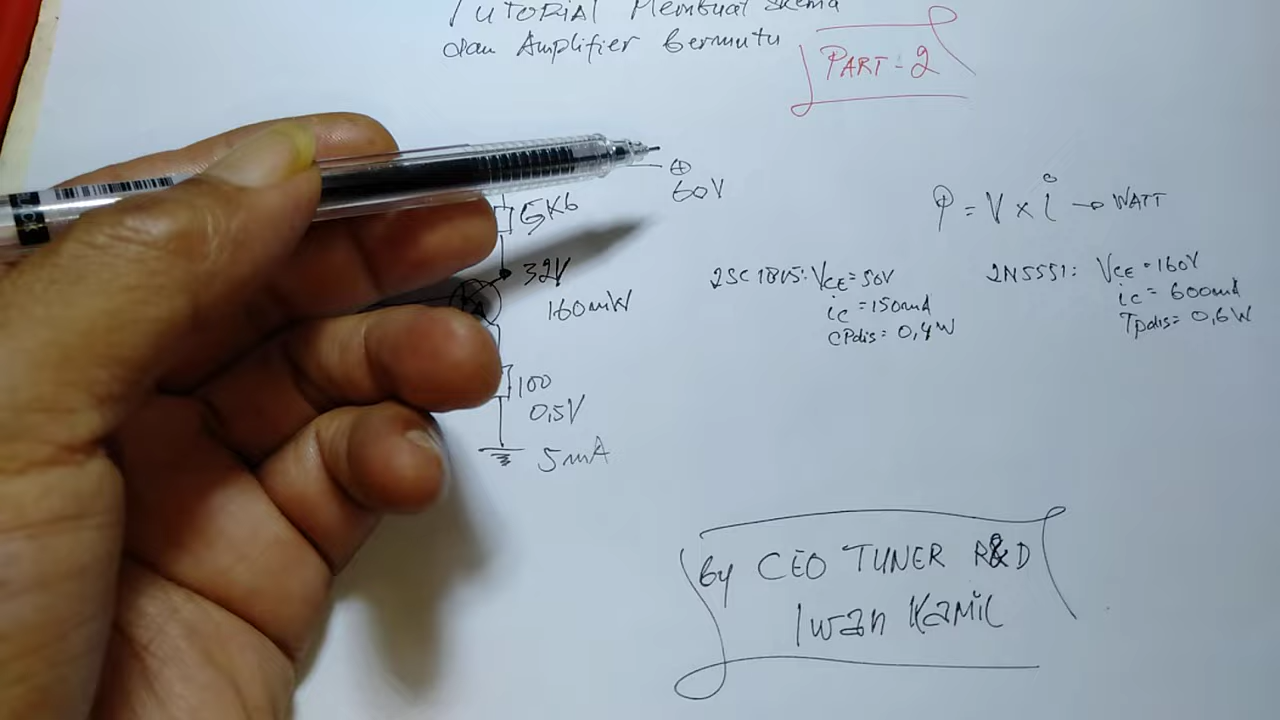 TUTORIAL Membuat skema
dan Amplifier bermutu
PART-2
60V
5K6
32V
160mW
100
0,5V
5mA
P = V x i → WATT
2SC1815: VCE = 50V
ic = 150mA
CPdis = 0,4W
2N5551: VCE = 160V
ic = 600mA
Tpdis = 0,6W
by CEO TUNER R&D
Iwan Kamil